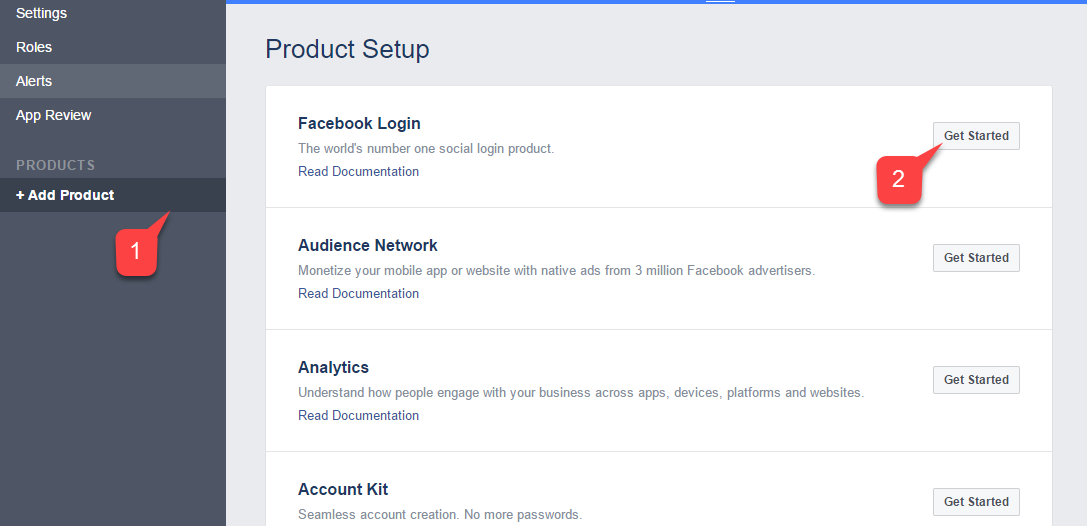 Settings
Roles
Alerts
App Review
PRODUCTS
+ Add Product
1
Product Setup
Facebook Login
The world's number one social login product.
Read Documentation
Get Started
2
Audience Network
Monetize your mobile app or website with native ads from 3 million Facebook advertisers.
Read Documentation
Get Started
Analytics
Understand how people engage with your business across apps, devices, platforms and websites.
Read Documentation
Get Started
Account Kit
Seamless account creation. No more passwords.
Get Started